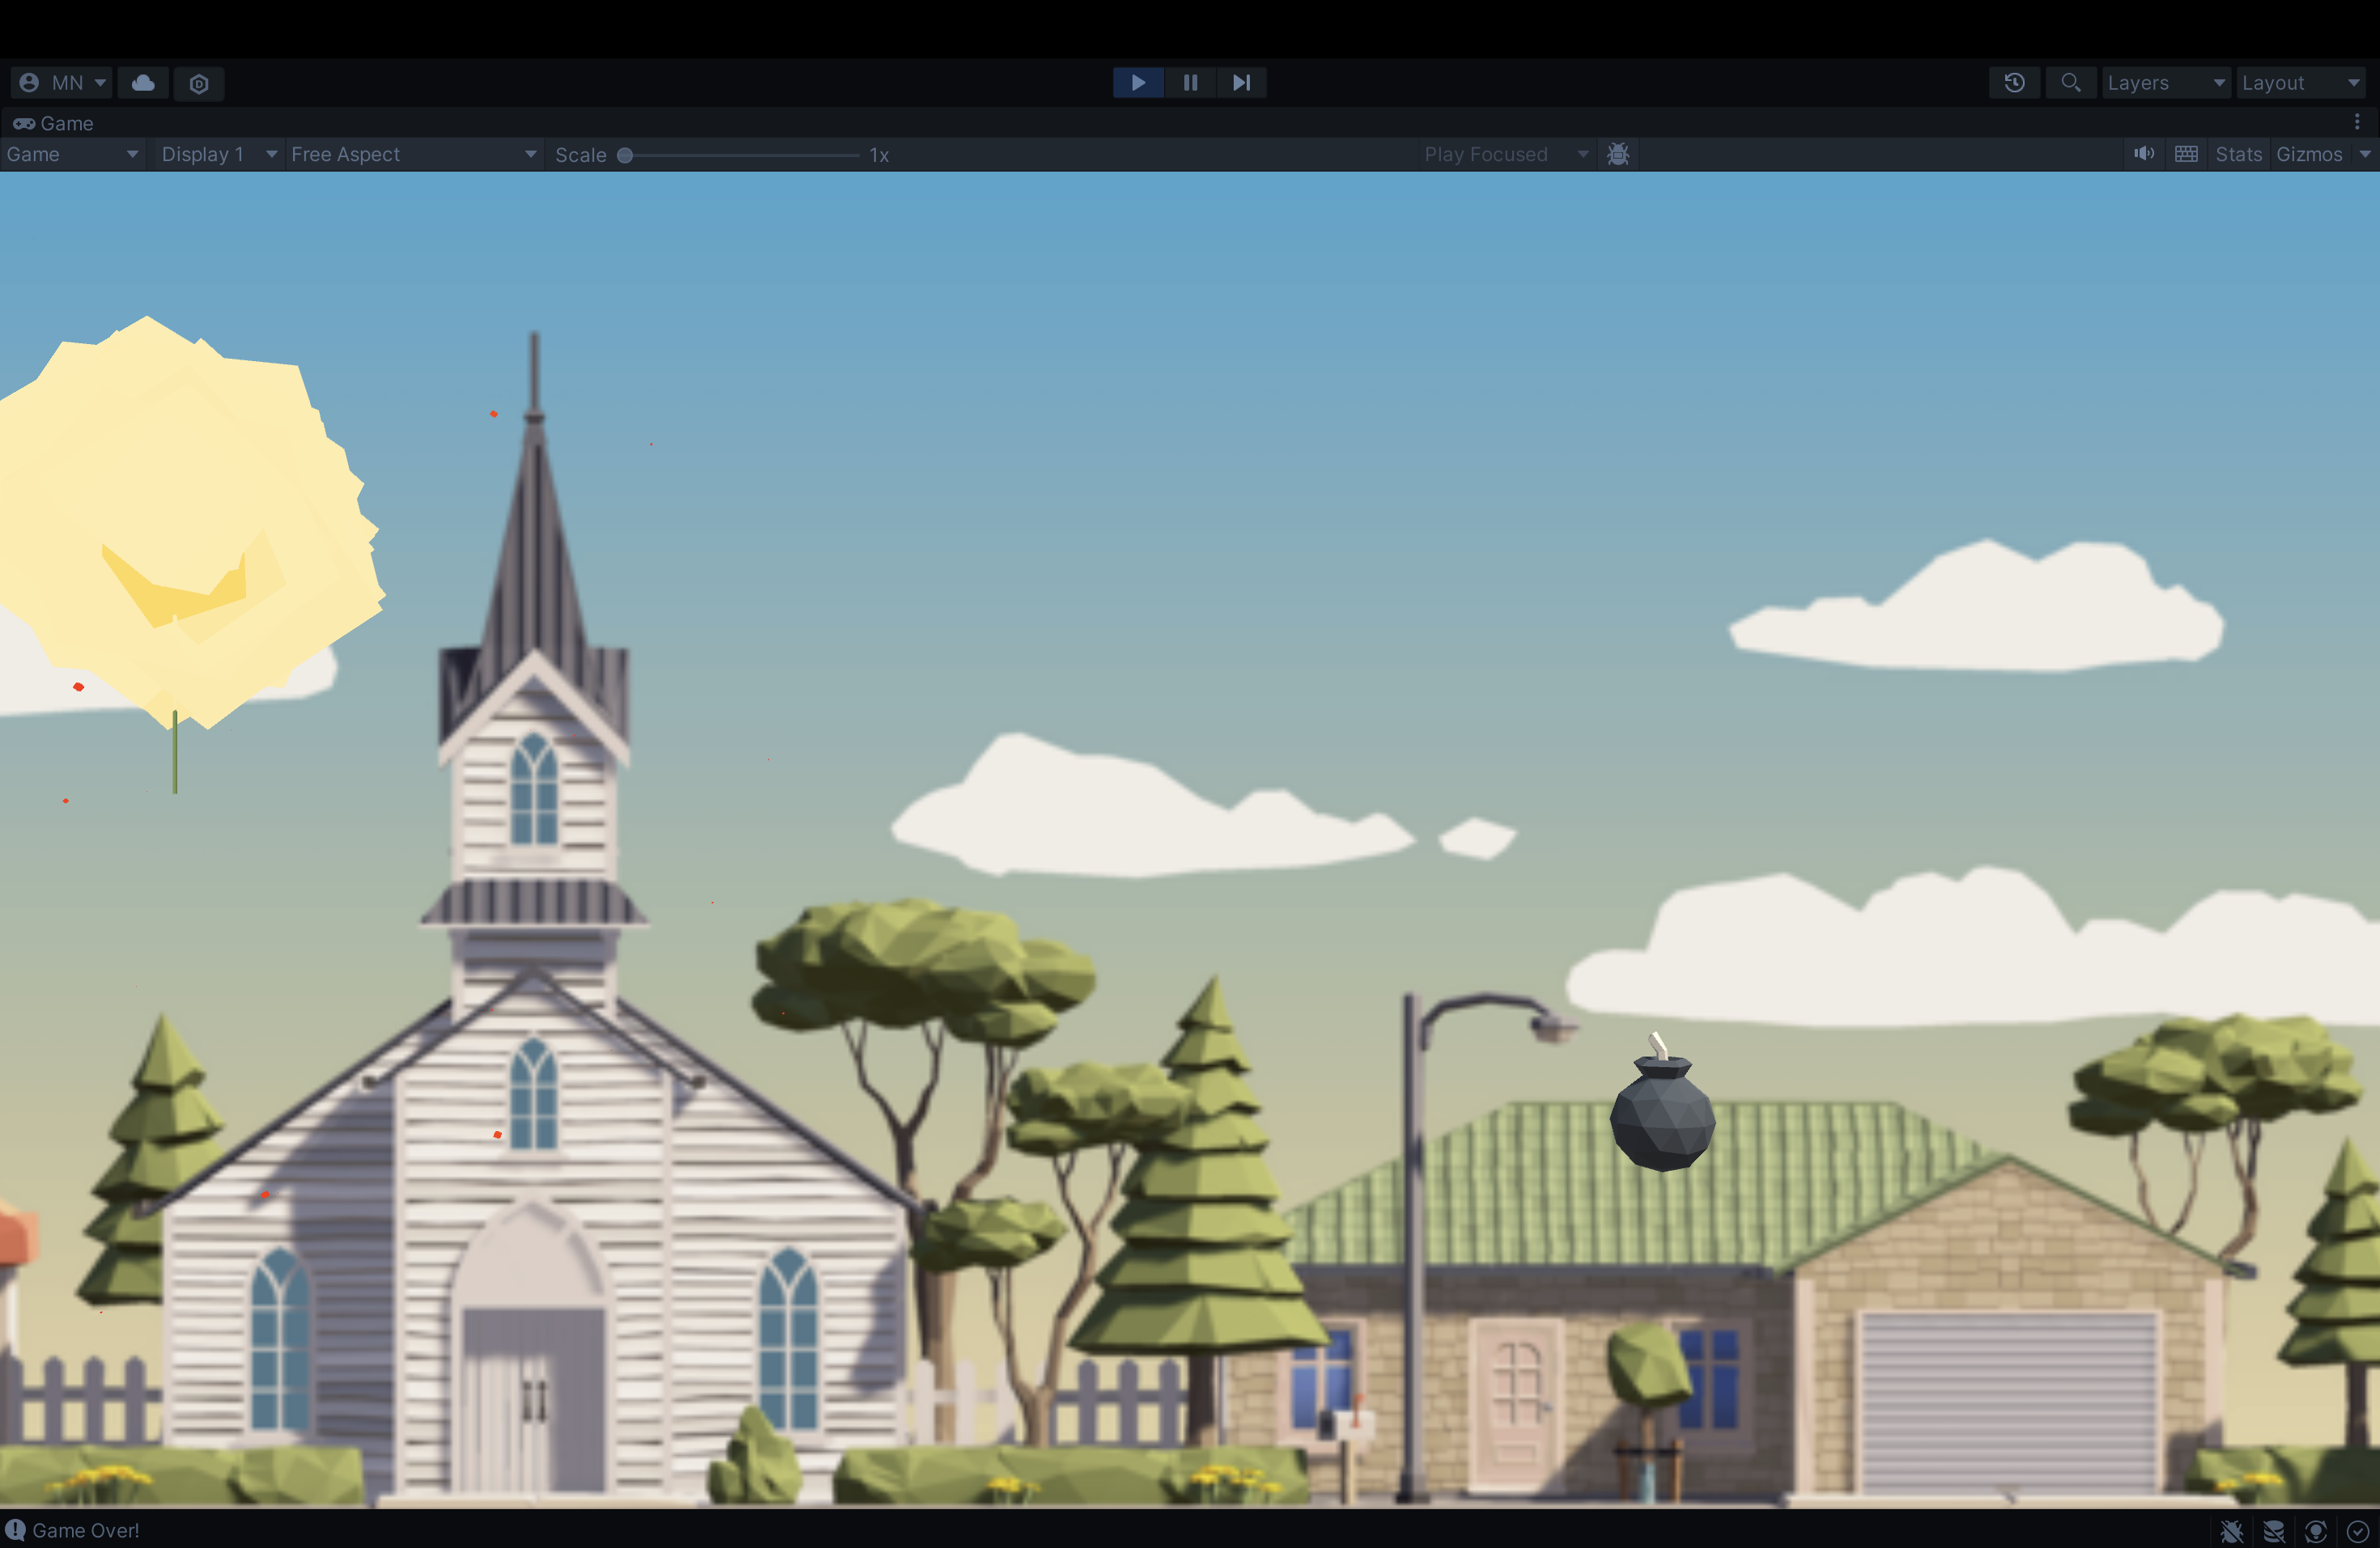 MN
Layers
Layout
Game
Game
Display 1
Free Aspect
Scale
1x
Play Focused
Stats
Gizmos
Game Over!